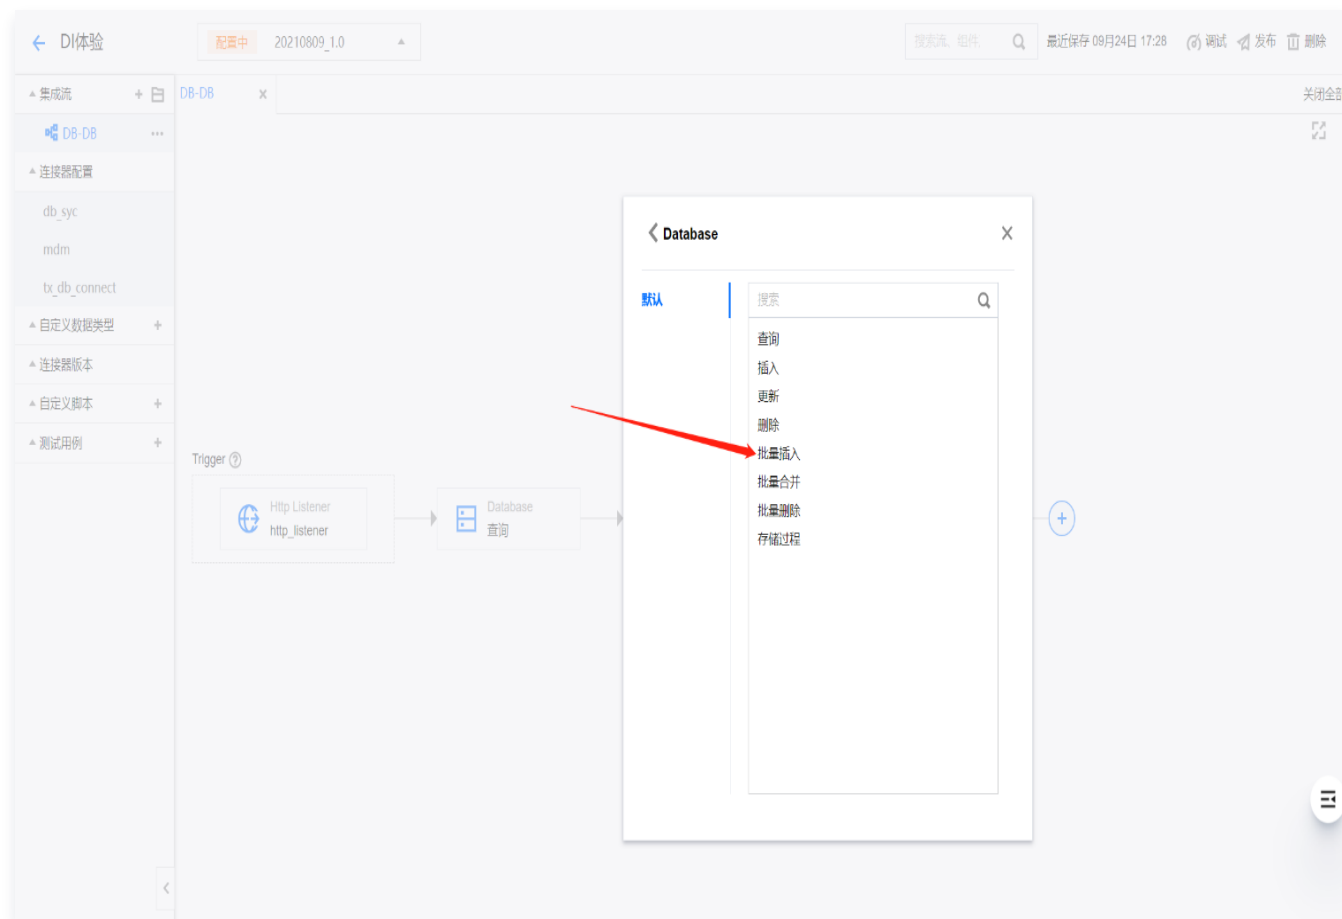 DI体验
配置中 20210809_1.0
搜索流、组件
最近保存 09月24日 17:28 调试 发布 删除
集成流
DB-DB
关闭全部
DB-DB
连接器配置
db_syc
mdm
tx_db_connect
自定义数据类型
连接器版本
自定义脚本
测试用例
Trigger
Http Listener
http_listener
Database
查询
Database
默认
搜索
查询
插入
更新
删除
批量插入
批量合并
批量删除
存储过程